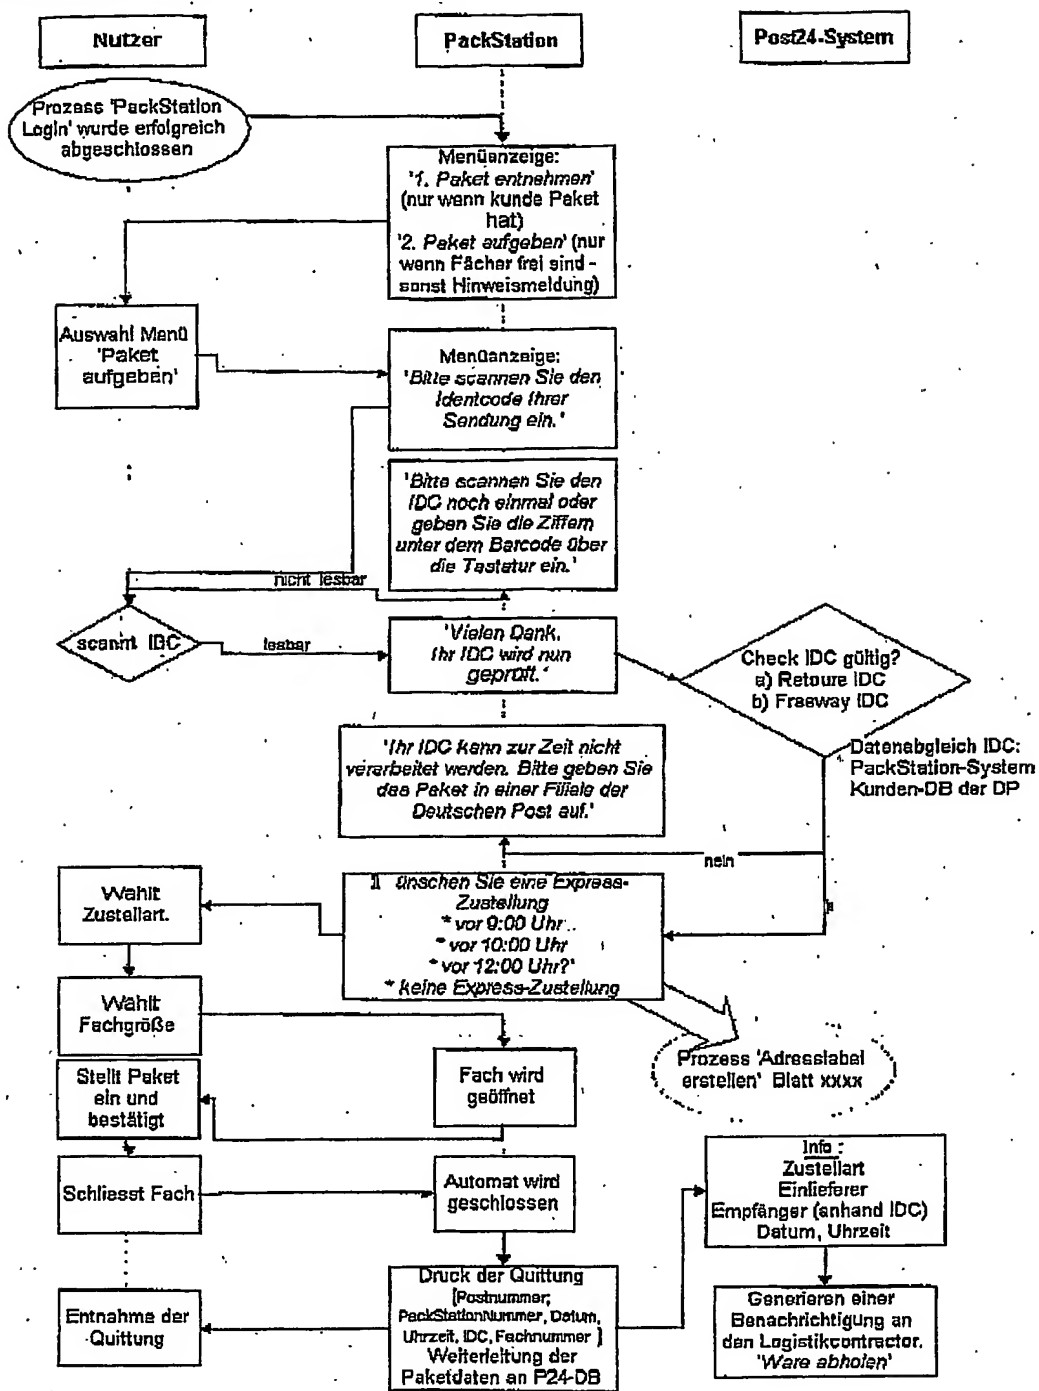 Nutzer
PackStation
Post24-System
Prozess 'PackStation
Login' wurde erfolgreich
abgeschlossen
Menüanzeige:
'1. Paket entnehmen'
(nur wenn kunde Paket
hat)
'2. Paket aufgeben' (nur
wenn Fächer frei sind -
sonst Hinweismeldung)
Auswahl Menü
'Paket
aufgeben'
Menüanzeige:
'Bitte scannen Sie den
Identcode Ihrer
Sendung ein.'
'Bitte scannen Sie den
IDC noch einmal oder
geben Sie die Ziffern
unter dem Barcode über
die Tastatur ein.'
nicht lesbar
scannt IDC
lesbar
'Vielen Dank.
Ihr IDC wird nun
geprüft.'
Check IDC gültig?
a) Retoure IDC
b) Freeway IDC
Datenabgleich IDC:
PackStation-System
Kunden-DB der DP
'Ihr IDC kann zur Zeit nicht
verarbeitet werden. Bitte geben Sie
das Paket in einer Filiale der
Deutschen Post auf.'
nein
ünschen Sie eine Express-
Zustellung
* vor 9:00 Uhr
* vor 10:00 Uhr
* vor 12:00 Uhr?'
* keine Express-Zustellung
Wählt
Zustellart.
Wählt
Fachgröße
Prozess 'Adresslabel
erstellen' Blatt xxxx
Stellt Paket
ein und
bestätigt
Fach wird
geöffnet
Schliesst Fach
Automat wird
geschlossen
Info :
Zustellart
Einlieferer
Empfänger (anhand IDC)
Datum, Uhrzeit
Entnahme der
Quittung
Druck der Quittung
[Postnummer,
PackStationNummer, Datum,
Uhrzeit, IDC, Fachnummer ]
Weiterleitung der
Paketdaten an P24-DB
Generieren einer
Benachrichtigung an
den Logistikcontractor.
'Ware abholen'